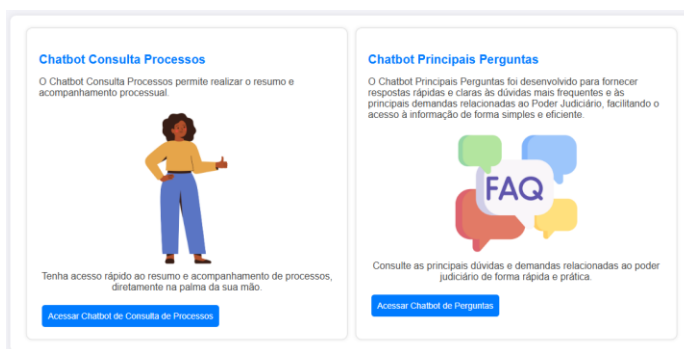 Chatbot Consulta Processos
O Chatbot Consulta Processos permite realizar o resumo e
acompanhamento processual.
Tenha acesso rápido ao resumo e acompanhamento de processos,
diretamente na palma da sua mão.
Acessar Chatbot de Consulta de Processos
Chatbot Principais Perguntas
O Chatbot Principais Perguntas foi desenvolvido para fornecer
respostas rápidas e claras às dúvidas mais frequentes e às
principais demandas relacionadas ao Poder Judiciário, facilitando o
acesso à informação de forma simples e eficiente.
FAQ
Consulte as principais dúvidas e demandas relacionadas ao poder
judiciário de forma rápida e prática.
Acessar Chatbot de Perguntas